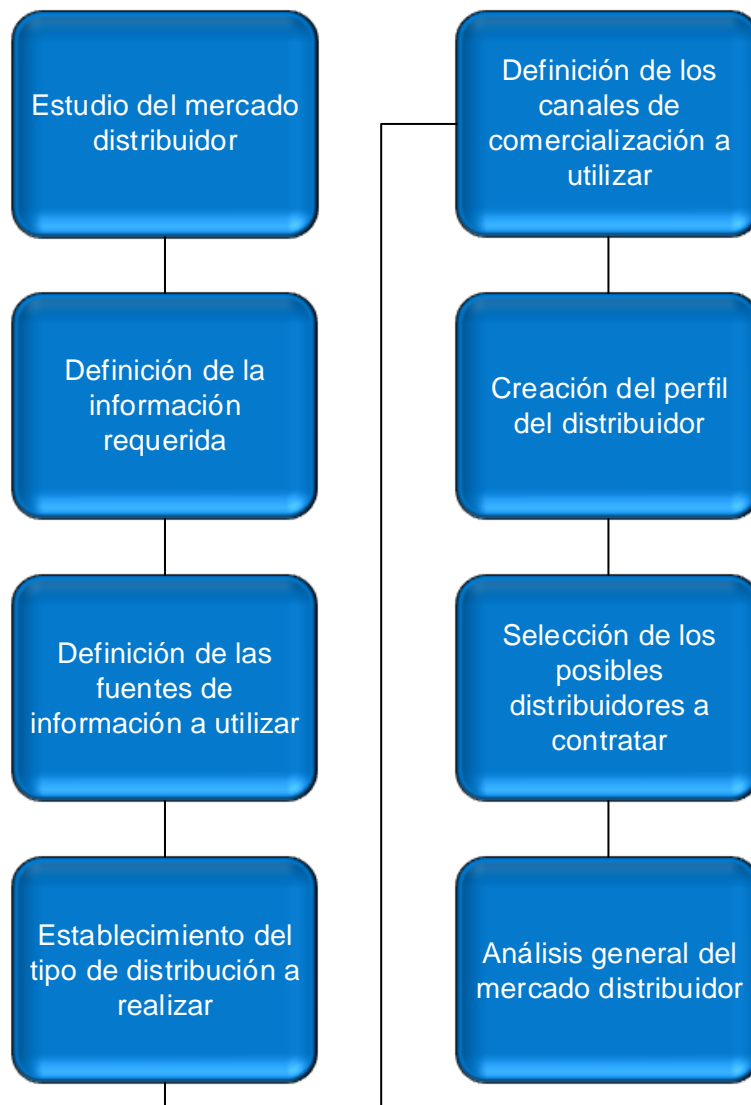 Estudio del mercado
distribuidor
Definición de la
información
requerida
Definición de las
fuentes de
información a utilizar
Establecimiento del
tipo de distribución a
realizar
Definición de los
canales de
comercialización a
utilizar
Creación del perfil
del distribuidor
Selección de los
posibles
distribuidores a
contratar
Análisis general del
mercado distribuidor